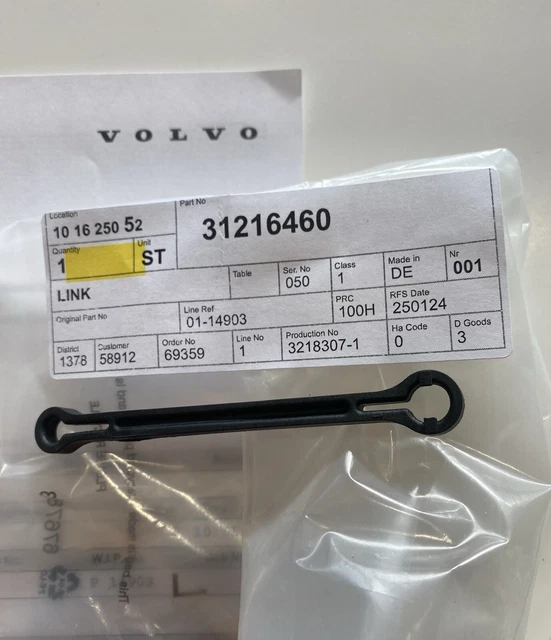 VOLVO
Location
10 16 250 52
Part No
31216460
Quantity
1
Unit
ST
LINK
Table
Ser. No
050
Class
1
Made in
DE
Nr
001
Original Part No
Line Ref
01-14903
PRC
100H
RFS Date
250124
District
1378
Customer
58912
Order No
69359
Line No
1
Production No
3218307-1
Ha Code
0
D Goods
3